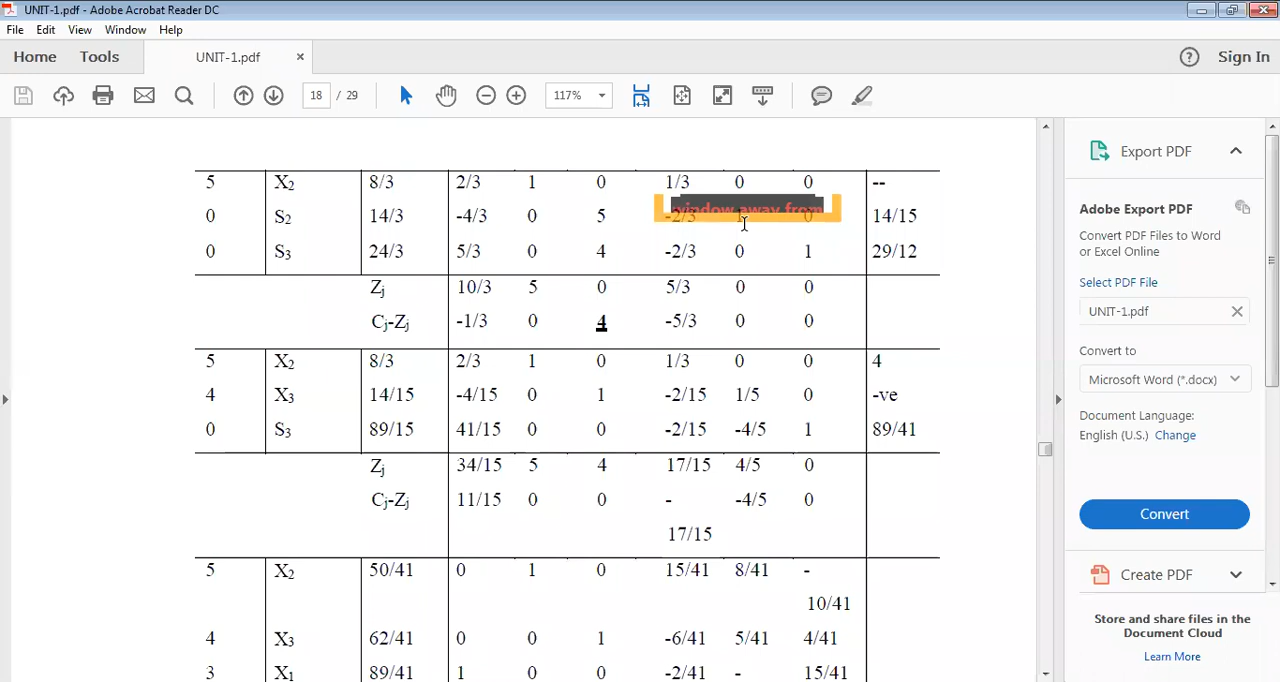 UNIT-1.pdf - Adobe Acrobat Reader DC
File Edit View Window Help
Home Tools UNIT-1.pdf × Sign In
18 / 29 117%
5 X2 8/3 2/3 1 0 1/3 0 0 --
window away from
0 S2 14/3 -4/3 0 5 -2/3 1 0 14/15
0 S3 24/3 5/3 0 4 -2/3 0 1 29/12
Zj 10/3 5 0 5/3 0 0
Cj-Zj -1/3 0 4 -5/3 0 0
5 X2 8/3 2/3 1 0 1/3 0 0 4
4 X3 14/15 -4/15 0 1 -2/15 1/5 0 -ve
0 S3 89/15 41/15 0 0 -2/15 -4/5 1 89/41
Zj 34/15 5 4 17/15 4/5 0
Cj-Zj 11/15 0 0 - -4/5 0
17/15
5 X2 50/41 0 1 0 15/41 8/41 -
10/41
4 X3 62/41 0 0 1 -6/41 5/41 4/41
3 X1 89/41 1 0 0 -2/41 - 15/41
Export PDF
Adobe Export PDF
Convert PDF Files to Word
or Excel Online
Select PDF File
UNIT-1.pdf
Convert to
Microsoft Word (*.docx)
Document Language:
English (U.S.) Change
Convert
Create PDF
Store and share files in the
Document Cloud
Learn More